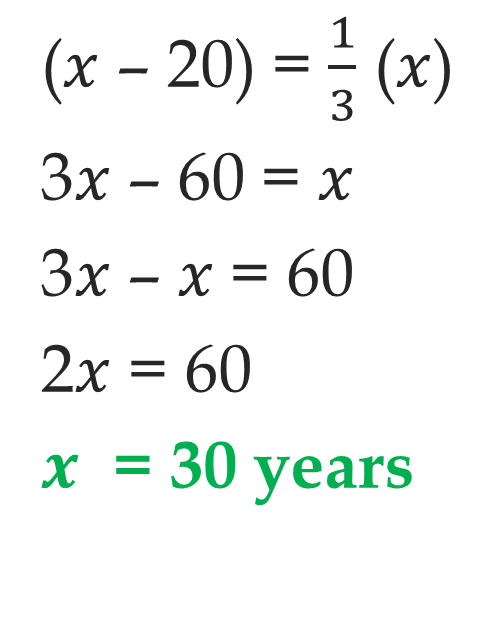 (x – 20) = 1/3 (x)
3x – 60 = x
3x – x = 60
2x = 60
x = 30 years